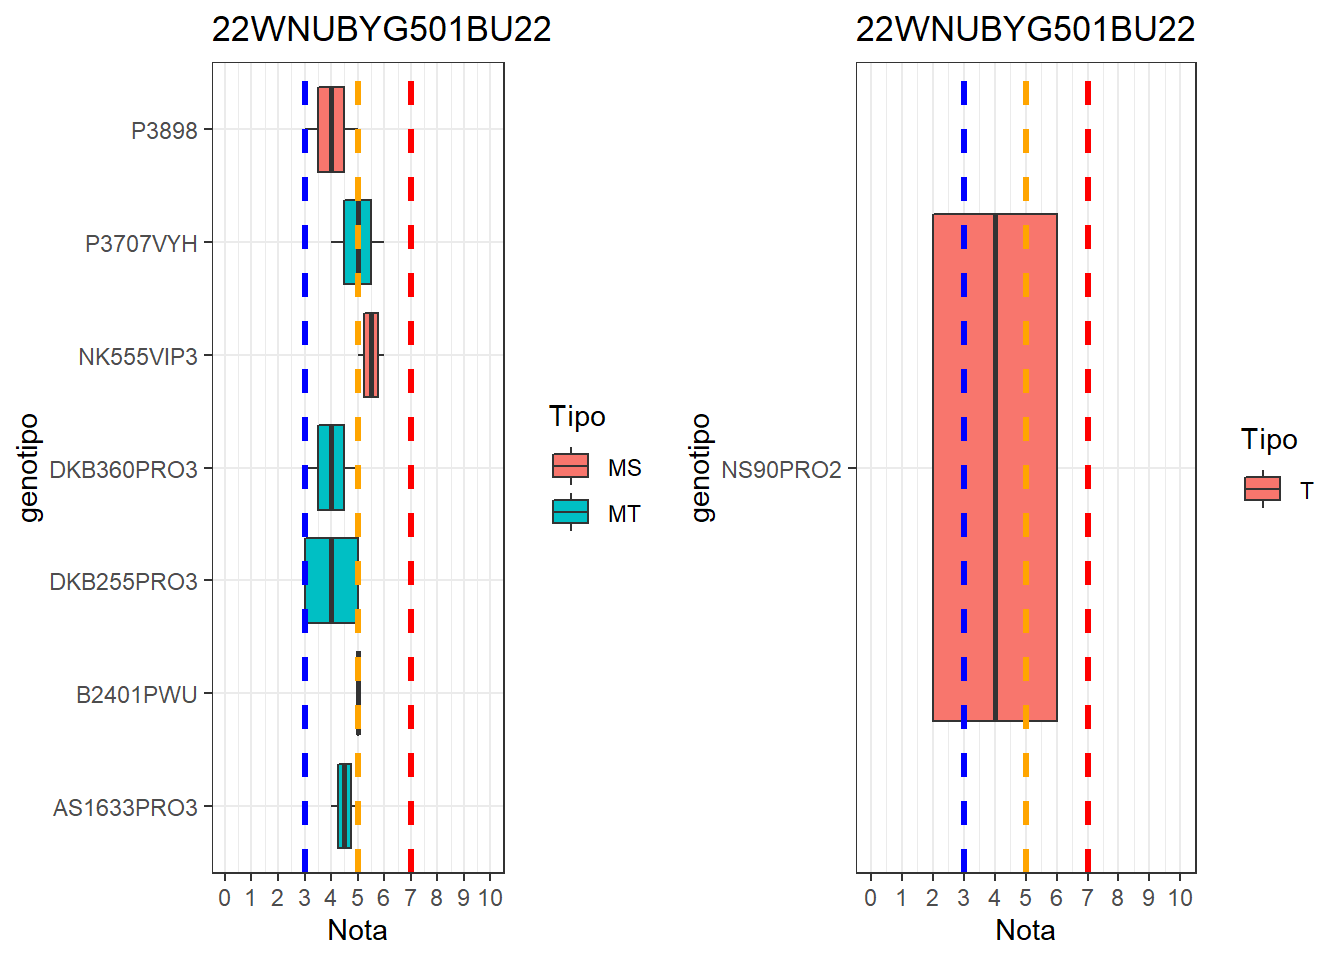 22WNUBYG501BU22
genotipo
P3898
P3707VYH
NK555VIP3
DKB360PRO3
DKB255PRO3
B2401PWU
AS1633PRO3
0 1 2 3 4 5 6 7 8 9 10
Nota
Tipo
MS
MT
22WNUBYG501BU22
genotipo
NS90PRO2
0 1 2 3 4 5 6 7 8 9 10
Nota
Tipo
T